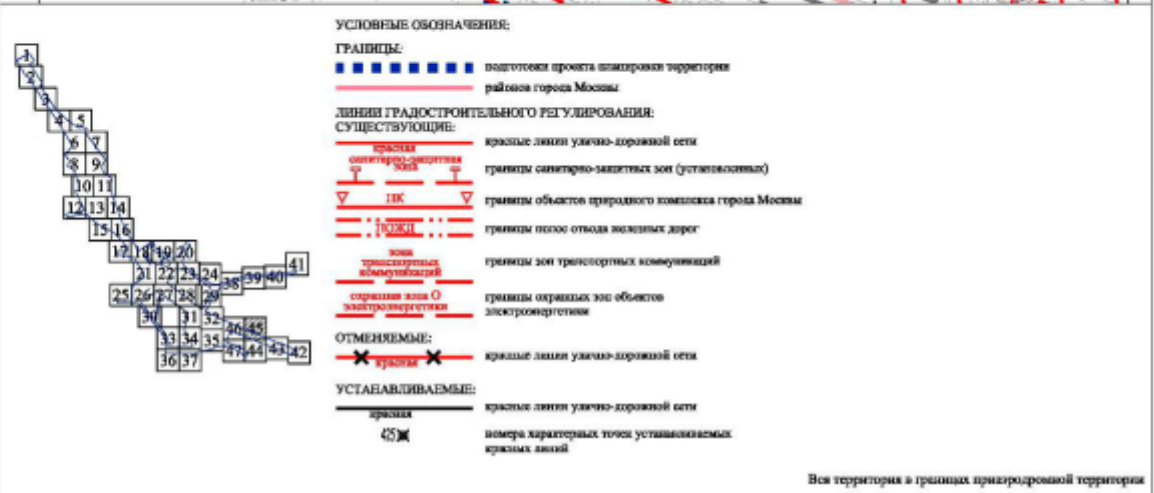 УСЛОВНЫЕ ОБОЗНАЧЕНИЯ:
ГРАНИЦЫ:
подготовки проекта планировки территории
районов города Москвы
ЛИНИИ ГРАДОСТРОИТЕЛЬНОГО РЕГУЛИРОВАНИЯ:
СУЩЕСТВУЮЩИЕ:
красная
красные линии улично-дорожной сети
санитарно-защитная
зона
границы санитарно-защитных зон (установленных)
ПК
границы объектов природного комплекса города Москвы
ПОЖД
границы полос отвода железных дорог
зона
транспортных
коммуникаций
границы зон транспортных коммуникаций
охранная зона О
электроэнергетики
границы охранных зон объектов
электроэнергетики
ОТМЕНЯЕМЫЕ:
красная
красные линии улично-дорожной сети
УСТАНАВЛИВАЕМЫЕ:
красная
красные линии улично-дорожной сети
425
номера характерных точек устанавливаемых
красных линий
1
2
3
4 5
6 7
8 9
10 11
12 13 14
15 16
17 18 19 20
21 22 23 24 38 39 40 41
25 26 27 28 29
30 31 32 46 45
33 34 35 47 44 43 42
36 37
Вся территория в границах приаэродромной территории